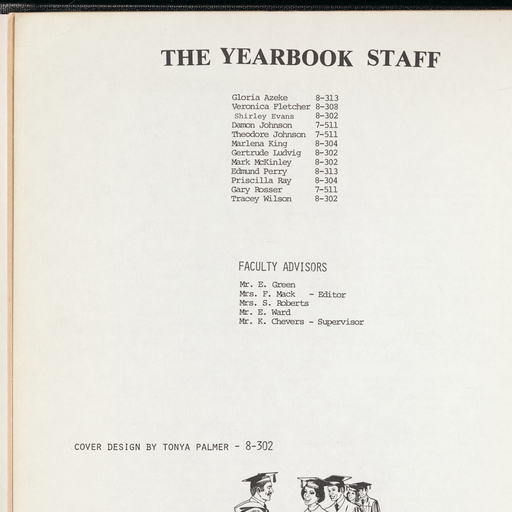 THE YEARBOOK STAFF
Gloria Azeke 8-313
Veronica Fletcher 8-308
Shirley Evans 8-302
Damon Johnson 7-511
Theodore Johnson 7-511
Marlena King 8-304
Gertrude Ludvig 8-302
Mark McKinley 8-302
Edmund Perry 8-313
Priscilla Ray 8-304
Gary Rosser 7-511
Tracey Wilson 8-302
FACULTY ADVISORS
Mr. E. Green
Mrs. F. Mack - Editor
Mrs. S. Roberts
Mr. E. Ward
Mr. K. Chevers - Supervisor
COVER DESIGN BY TONYA PALMER - 8-302